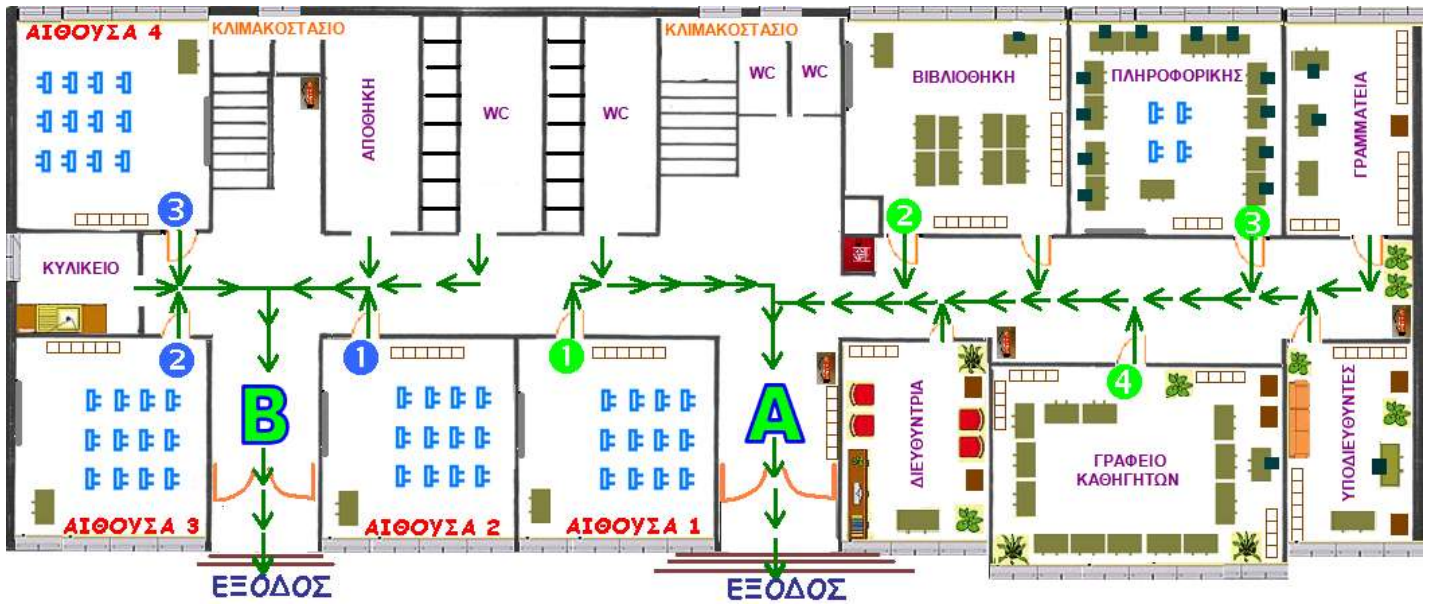 ΑΙΘΟΥΣΑ 4
ΚΛΙΜΑΚΟΣΤΑΣΙΟ
ΑΠΟΘΗΚΗ
WC
WC
ΚΛΙΜΑΚΟΣΤΑΣΙΟ
WC
WC
ΒΙΒΛΙΟΘΗΚΗ
ΠΛΗΡΟΦΟΡΙΚΗΣ
ΓΡΑΜΜΑΤΕΙΑ
3
2
3
ΚΥΛΙΚΕΙΟ
2
1
1
4
Β
Α
ΔΙΕΥΘΥΝΤΡΙΑ
ΓΡΑΦΕΙΟ
ΚΑΘΗΓΗΤΩΝ
ΥΠΟΔΙΕΥΘΥΝΤΕΣ
ΑΙΘΟΥΣΑ 3
ΑΙΘΟΥΣΑ 2
ΑΙΘΟΥΣΑ 1
ΕΞΟΔΟΣ
ΕΞΟΔΟΣ